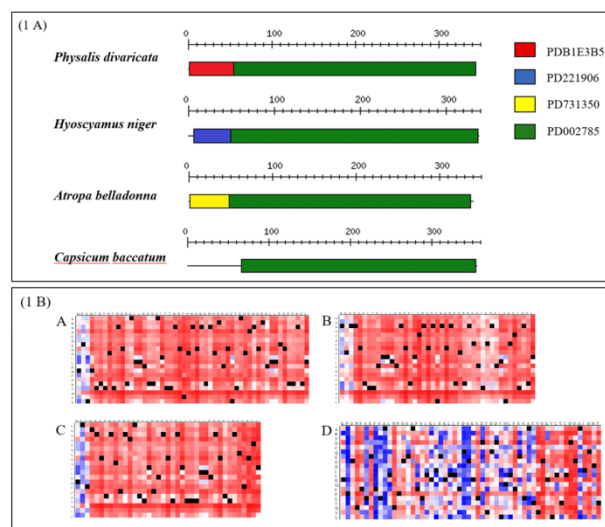 (1 A)
0 100 200 300
Physalis divaricata
PDB1E3B5
PD221906
PD731350
PD002785
0 100 200 300
Hyoscyamus niger
0 100 200 300
Atropa belladonna
0 100 200 300
Capsicum baccatum
(1 B)
A
B
C
D